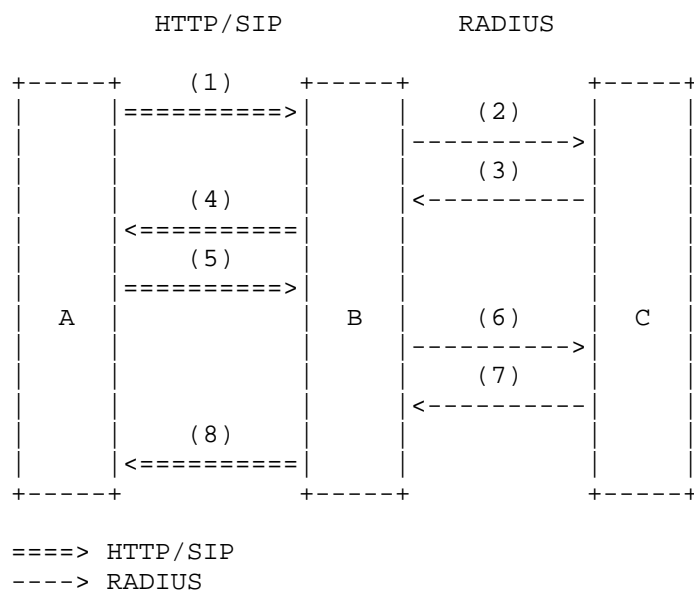 HTTP/SIP RADIUS
(1)
(2)
(3)
(4)
(5)
A B (6) C
(7)
(8)
====> HTTP/SIP
----> RADIUS